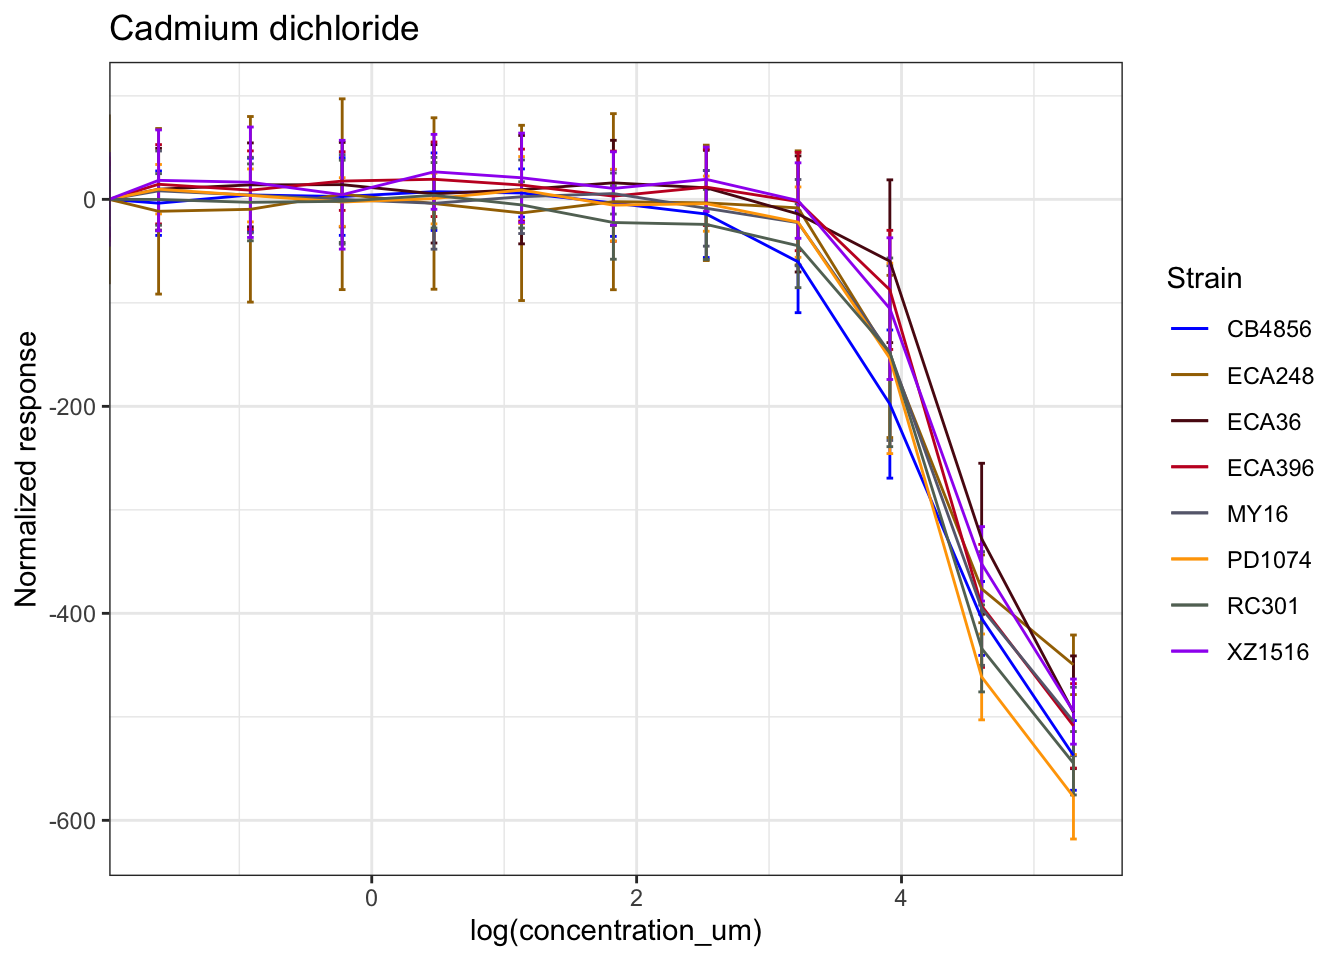 Cadmium dichloride
Normalized response
0
-200
-400
-600
0
2
4
log(concentration_um)
Strain
CB4856
ECA248
ECA36
ECA396
MY16
PD1074
RC301
XZ1516